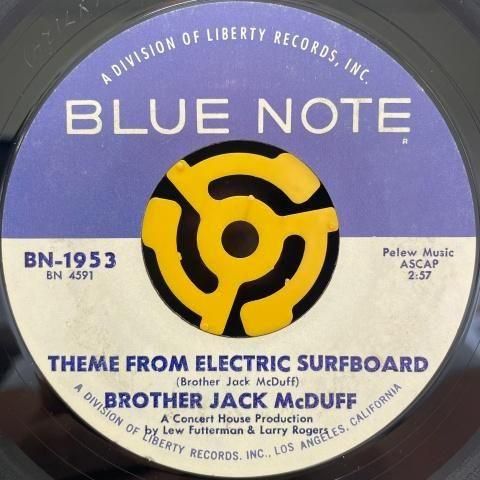 A DIVISION OF LIBERTY RECORDS, INC.
BLUE NOTE
R
BN-1953
BN 4591
Pelew Music
ASCAP
2:57
THEME FROM ELECTRIC SURFBOARD
(Brother Jack McDuff)
BROTHER JACK McDUFF
A Concert House Production
by Lew Futterman & Larry Rogers
A DIVISION OF LIBERTY RECORDS. INC., LOS ANGELES, CALIFORNIA